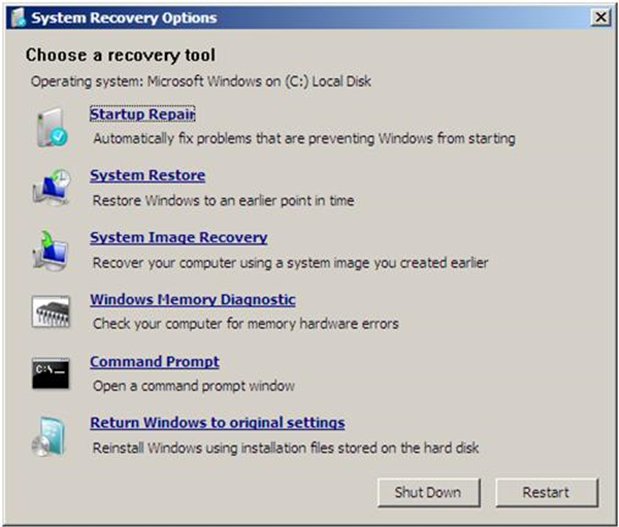 System Recovery Options
Choose a recovery tool
Operating system: Microsoft Windows on (C:) Local Disk
Startup Repair
Automatically fix problems that are preventing Windows from starting
System Restore
Restore Windows to an earlier point in time
System Image Recovery
Recover your computer using a system image you created earlier
Windows Memory Diagnostic
Check your computer for memory hardware errors
C:\_
Command Prompt
Open a command prompt window
Return Windows to original settings
Reinstall Windows using installation files stored on the hard disk
Shut Down
Restart